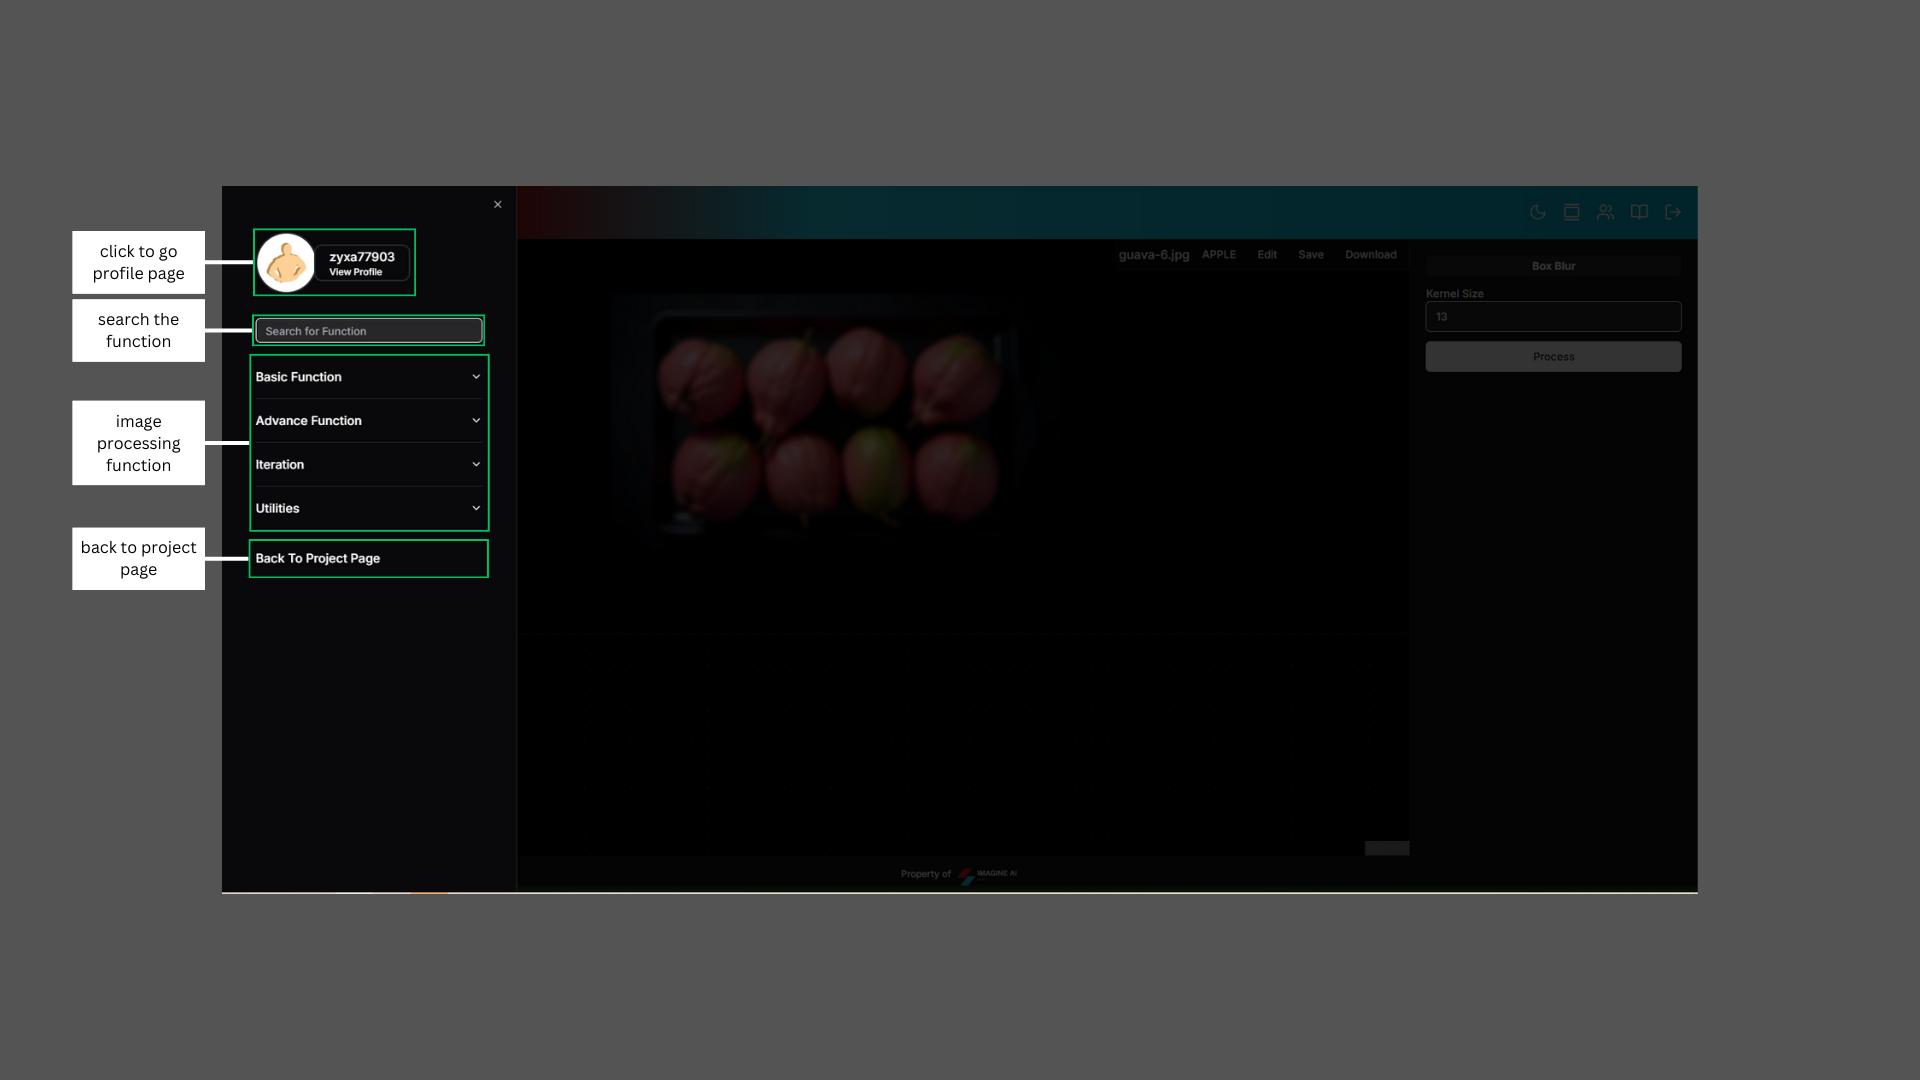 click to go
profile page
search the
function
image
processing
function
back to project
page
zyxa77903
View Profile
Search for Function
Basic Function
Advance Function
Iteration
Utilities
Back To Project Page
guava-6.jpg APPLE Edit Save Download
Box Blur
Kernel Size
13
Process
Property of IMAGINE AI